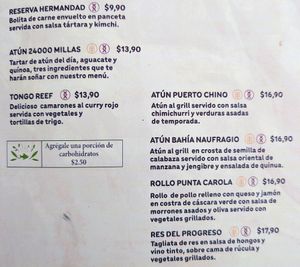 RESERVA HERMANDAD $9,90
Bolita de carne envuelto en panceta
servida con salsa tártara y kimchi.
ATÚN 24000 MILLAS $13,90
Tartar de atún del día, aguacate y
quinoa, tres ingredientes que te
harán soñar con nuestro menú.
TONGO REEF $13,90
Delicioso camarones al curry rojo
servida con vegetales y
tortillas de trigo.
Agrégale una porción de
carbohidratos
$2.50
ATÚN PUERTO CHINO $16,90
Atún al grill servido con salsa
chimichurri y verduras asadas
de temporada.
ATÚN BAHÍA NAUFRAGIO $16,90
Atún al grill en crosta de semilla de
calabaza servido con salsa oriental de
manzana y jengibre y ensalada de quinua.
ROLLO PUNTA CAROLA $16,90
Rollo de pollo relleno con queso y jamón
en costra de cáscara verde con salsa de
morrones asados y oliva servido con
vegetales grillados.
RES DEL PROGRESO $17,90
Tagliata de res en salsa de hongos y
vino tinto, sobre cama de rúcula y
vegetales grillados.